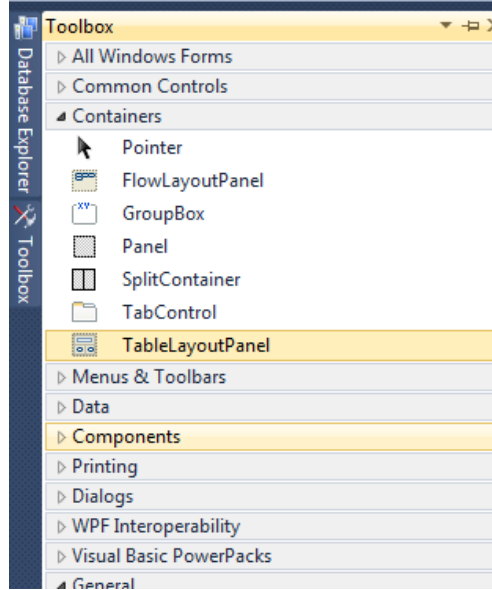 Toolbox
All Windows Forms
Common Controls
Containers
Pointer
FlowLayoutPanel
XY
GroupBox
Panel
SplitContainer
TabControl
TableLayoutPanel
Menus & Toolbars
Data
Components
Printing
Dialogs
WPF Interoperability
Visual Basic PowerPacks
General
Database Explorer
Toolbox